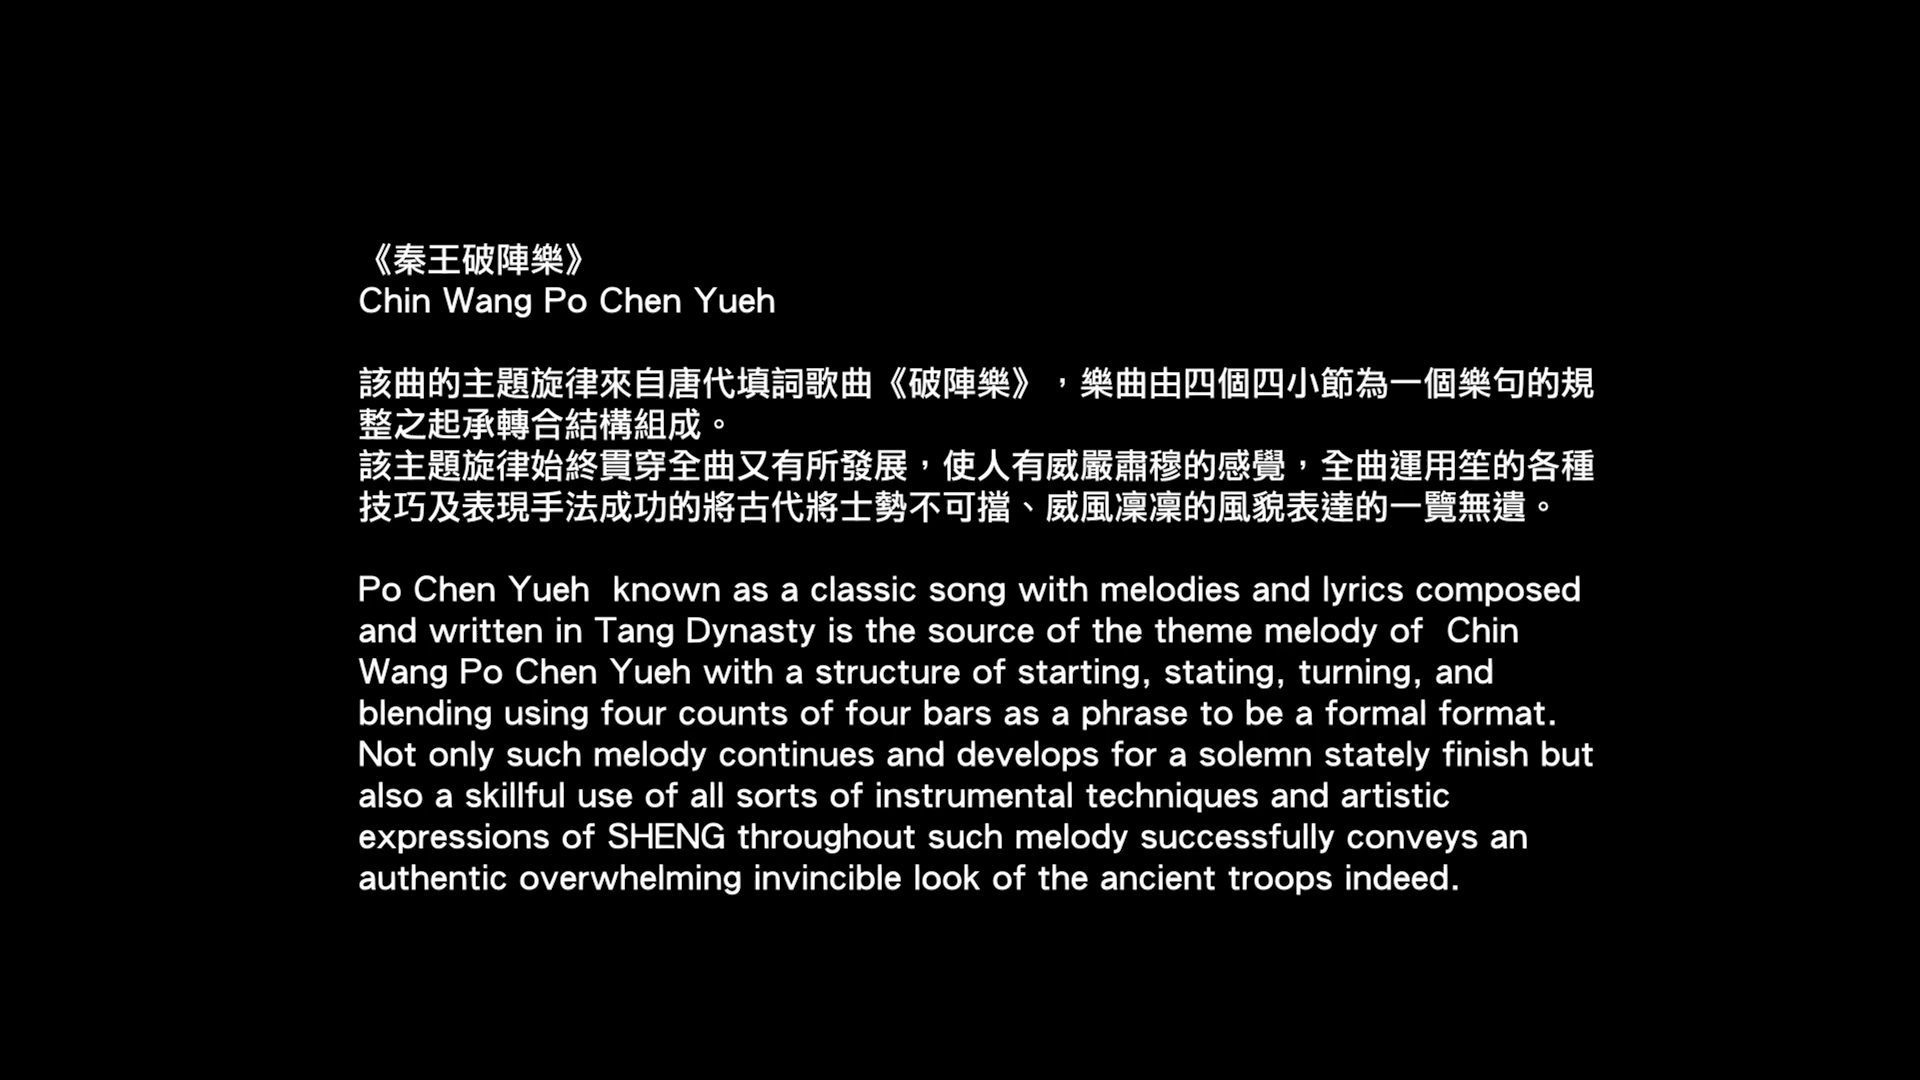 《秦王破陣樂》
Chin Wang Po Chen Yueh
該曲的主題旋律來自唐代填詞歌曲《破陣樂》，樂曲由四個四小節為一個樂句的規
整之起承轉合結構組成。
該主題旋律始終貫穿全曲又有所發展，使人有威嚴肅穆的感覺，全曲運用笙的各種
技巧及表現手法成功的將古代將士勢不可擋、威風凜凜的風貌表達的一覽無遺。
Po Chen Yueh  known as a classic song with melodies and lyrics composed
and written in Tang Dynasty is the source of the theme melody of  Chin
Wang Po Chen Yueh with a structure of starting, stating, turning, and
blending using four counts of four bars as a phrase to be a formal format.
Not only such melody continues and develops for a solemn stately finish but
also a skillful use of all sorts of instrumental techniques and artistic
expressions of SHENG throughout such melody successfully conveys an
authentic overwhelming invincible look of the ancient troops indeed.